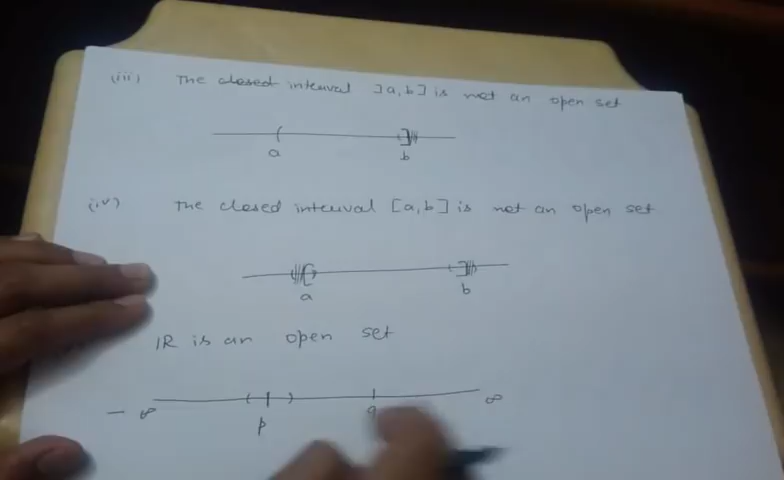 (iii) The closed interval ]a,b] is not an open set
a b
(iv) The closed interval [a,b] is not an open set
a b
IR is an open set
- ∞ ∞
p